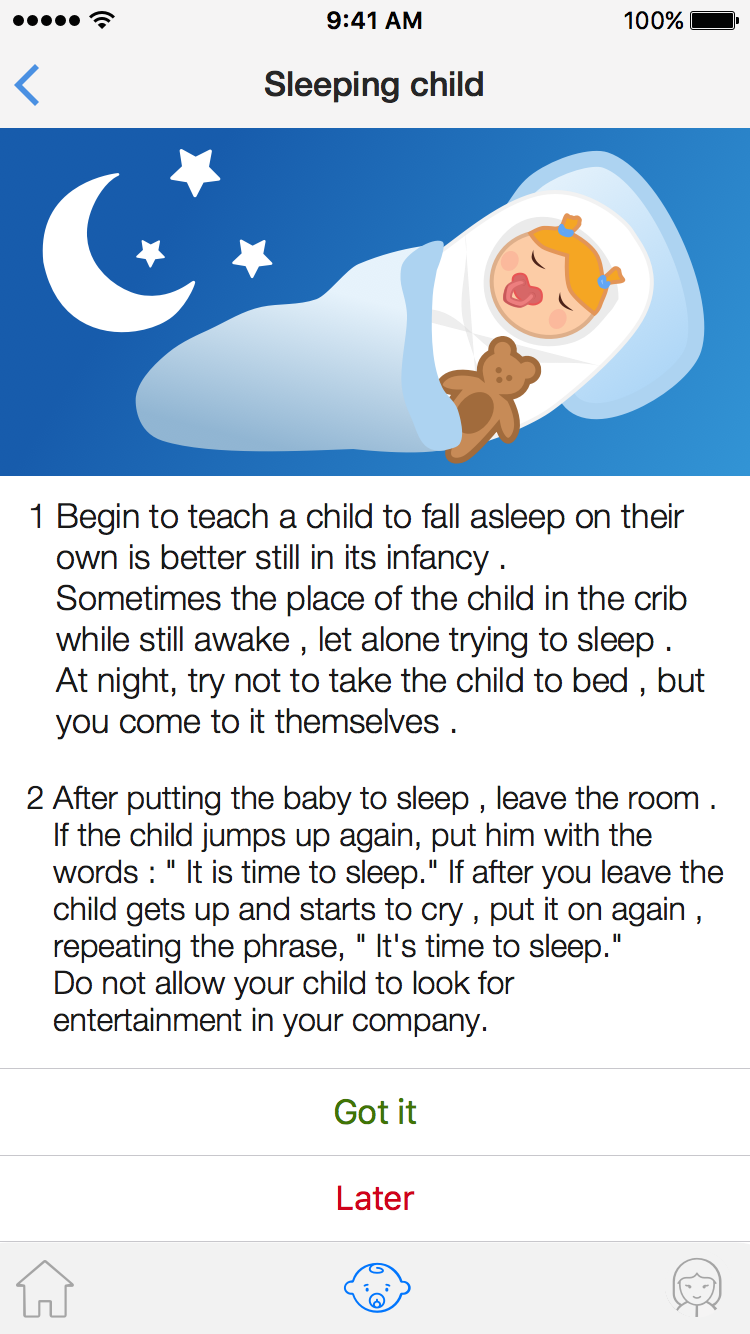 9:41 AM 100%
Sleeping child
1 Begin to teach a child to fall asleep on their
own is better still in its infancy .
Sometimes the place of the child in the crib
while still awake , let alone trying to sleep .
At night, try not to take the child to bed , but
you come to it themselves .
2 After putting the baby to sleep , leave the room .
If the child jumps up again, put him with the
words : " It is time to sleep." If after you leave the
child gets up and starts to cry , put it on again ,
repeating the phrase, " It's time to sleep."
Do not allow your child to look for
entertainment in your company.
Got it
Later